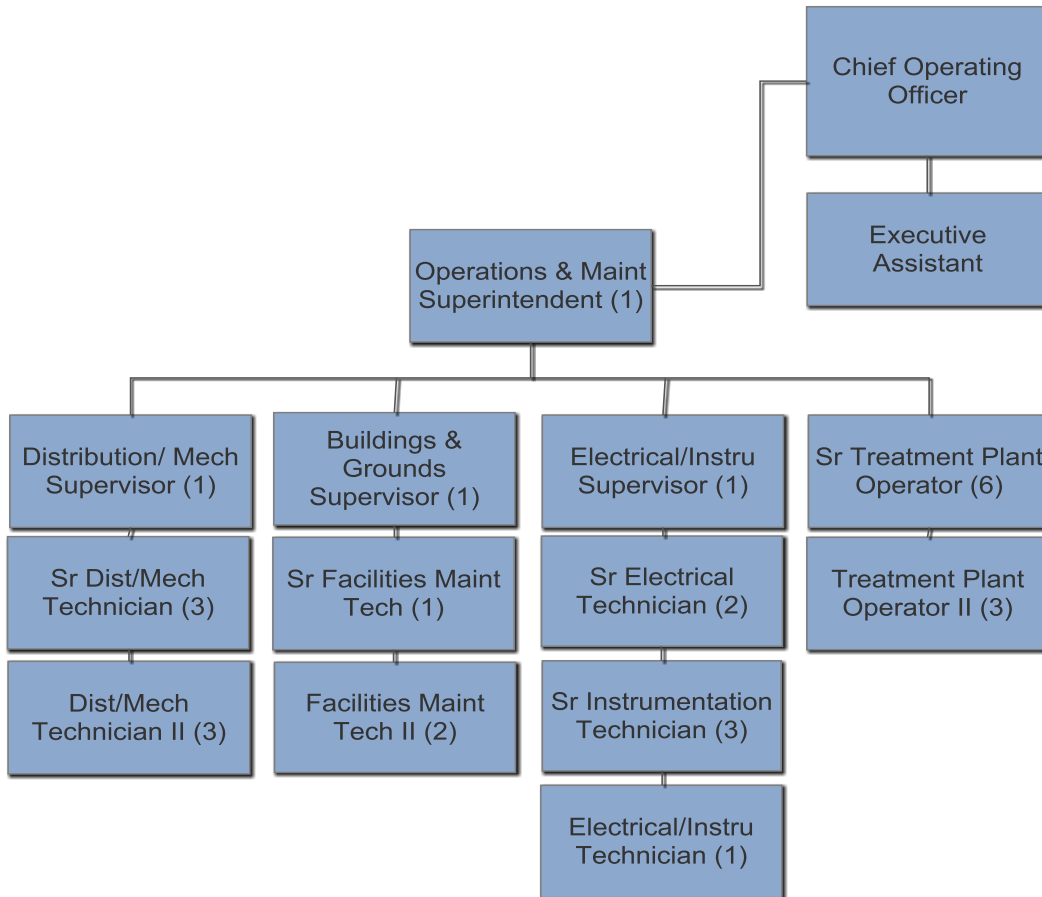 Chief Operating
Officer
Executive
Assistant
Operations & Maint
Superintendent (1)
Distribution/ Mech
Supervisor (1)
Buildings &
Grounds
Supervisor (1)
Electrical/Instru
Supervisor (1)
Sr Treatment Plant
Operator (6)
Sr Dist/Mech
Technician (3)
Sr Facilities Maint
Tech (1)
Sr Electrical
Technician (2)
Treatment Plant
Operator II (3)
Dist/Mech
Technician II (3)
Facilities Maint
Tech II (2)
Sr Instrumentation
Technician (3)
Electrical/Instru
Technician (1)